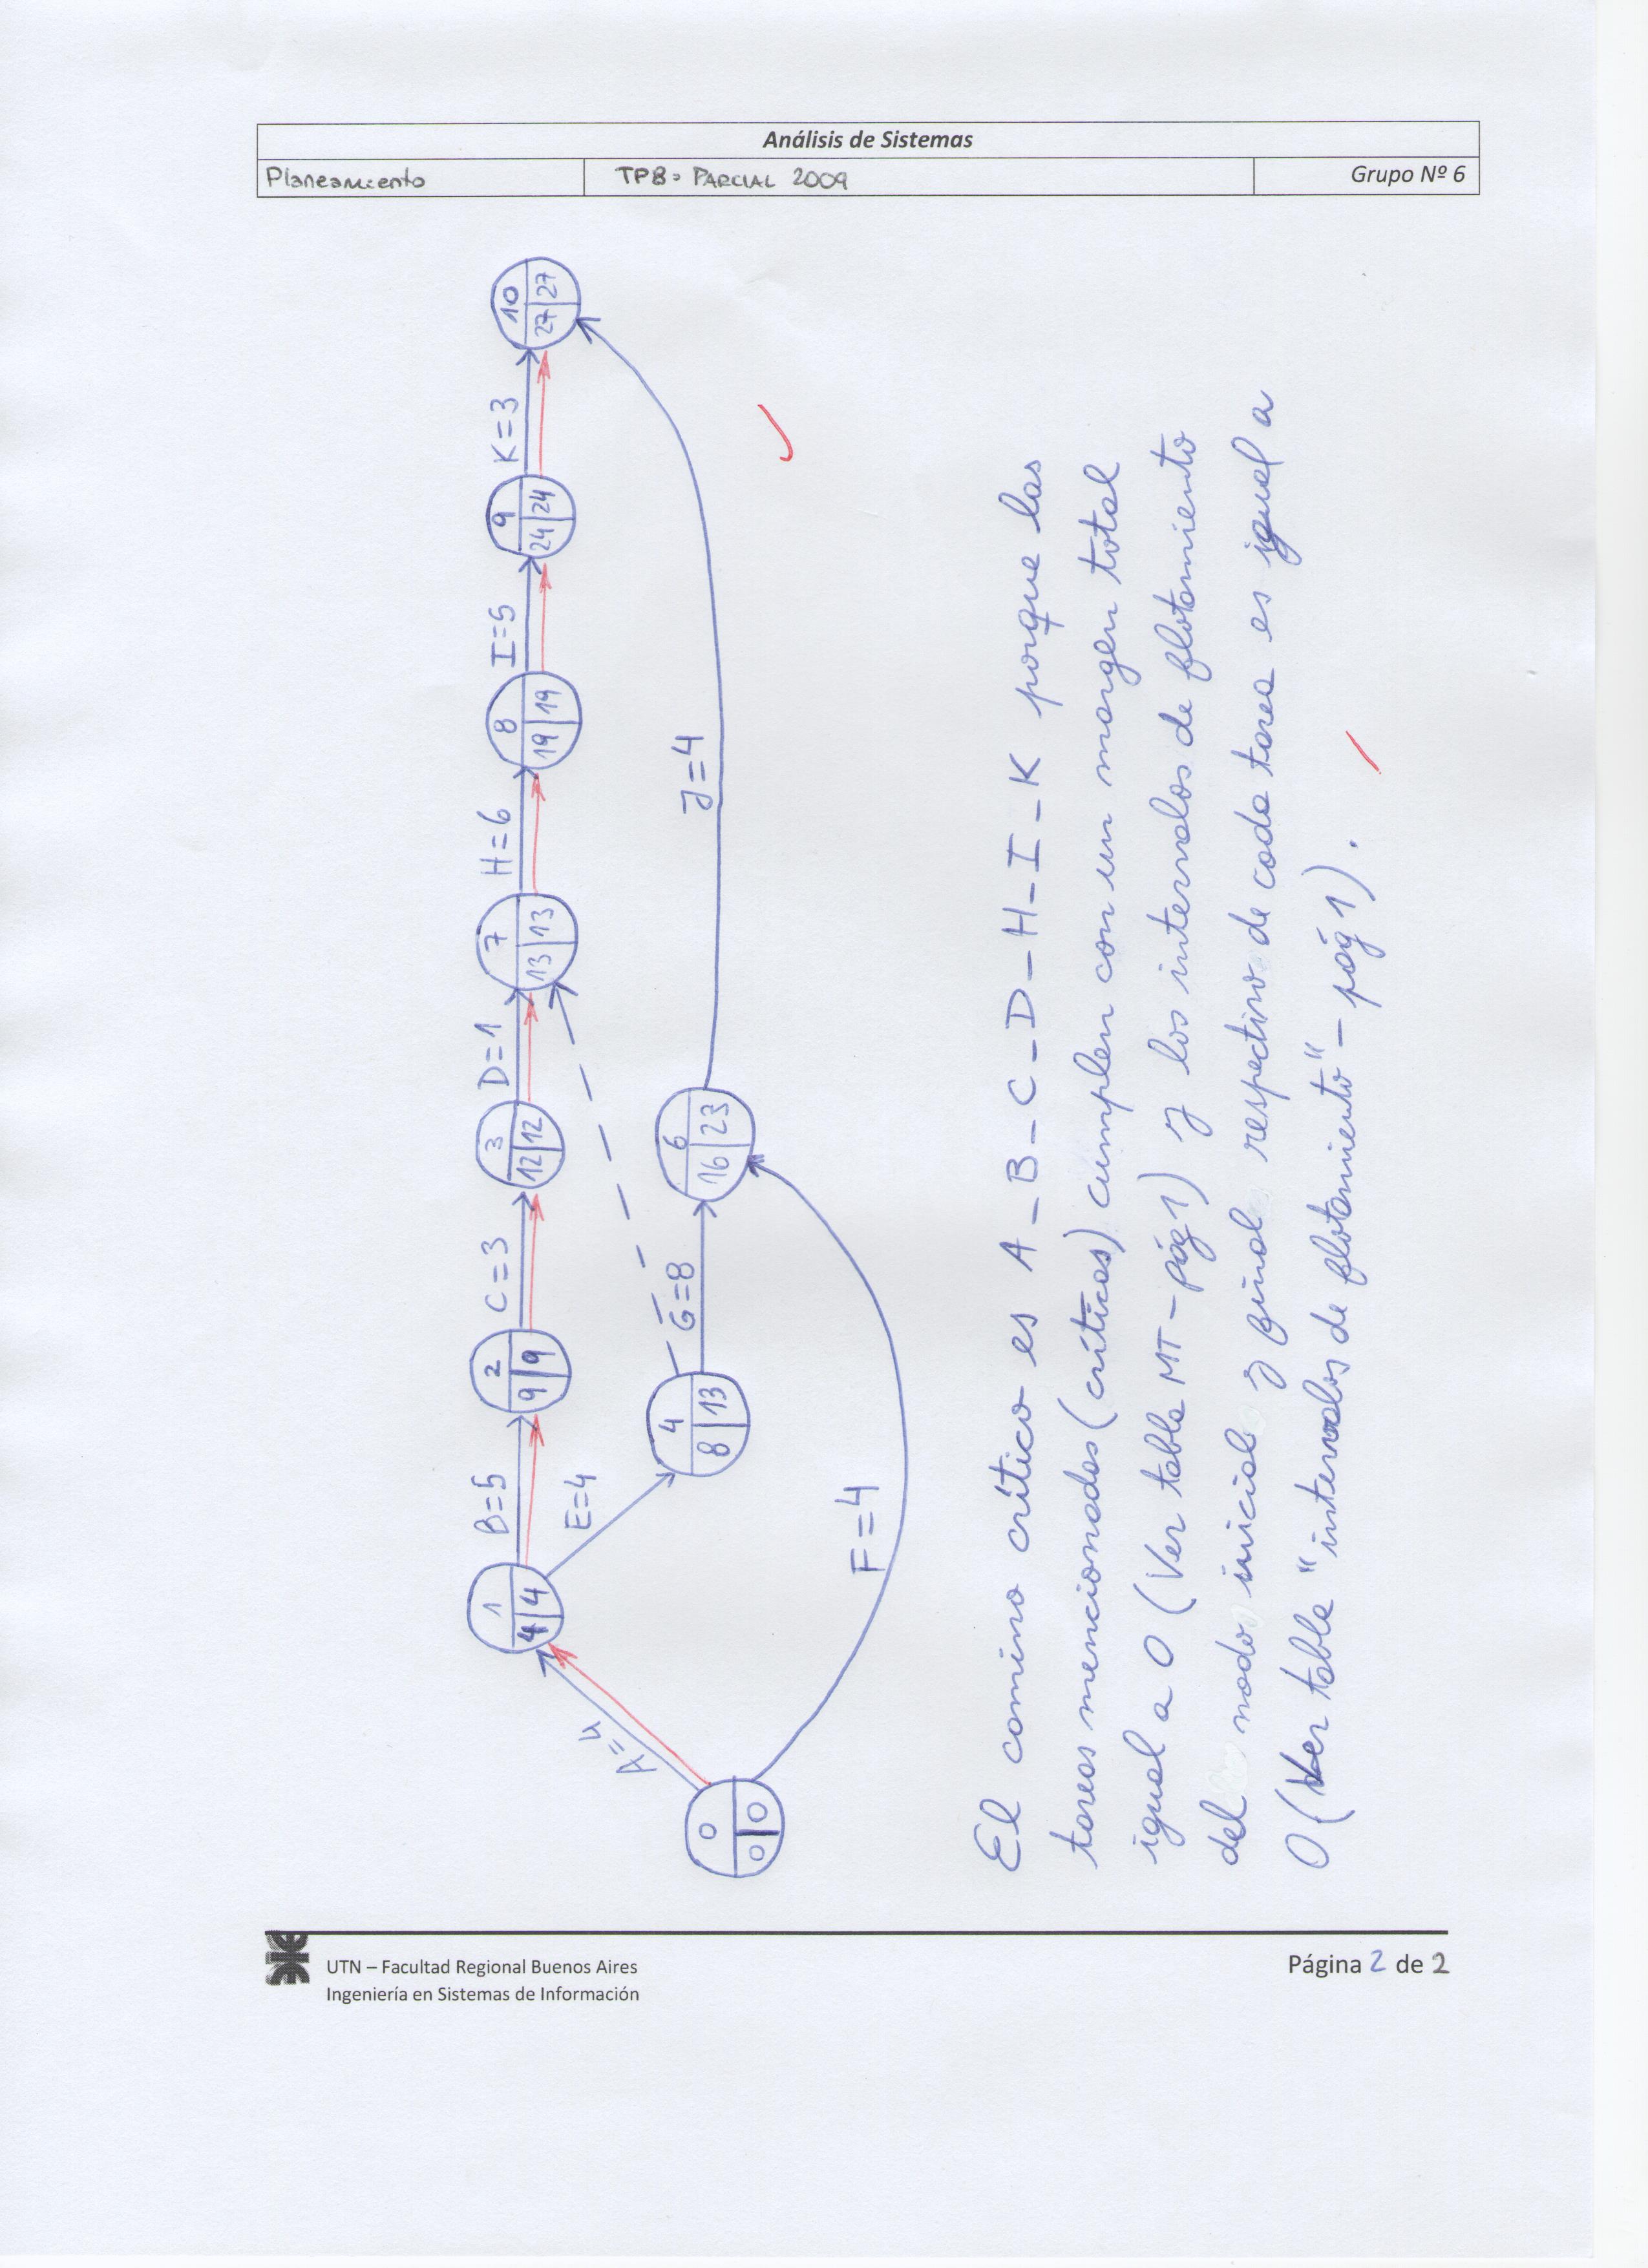 Análisis de Sistemas
Planeamiento
TP8: PARCIAL 2009
Grupo Nº 6
A=4
B=5
C=3
D=1
H=6
I=5
K=3
E=4
G=8
J=4
F=4
0
0|0
1
4|4
2
9|9
3
12|12
7
13|13
8
19|19
9
24|24
10
27|27
4
8|13
6
16|23
El camino crítico es A-B-C-D-H-I-K porque las
tareas mencionadas (críticas) cumplen con un margen total
igual a 0 (Ver tabla MT-pág 1) y los intervalos de flotamiento
del nodo inicial y final respectivo de cada tarea es igual a
0 (Ver tabla "intervalos de flotamiento"-pág 1).
UTN – Facultad Regional Buenos Aires
Ingeniería en Sistemas de Información
Página 2 de 2